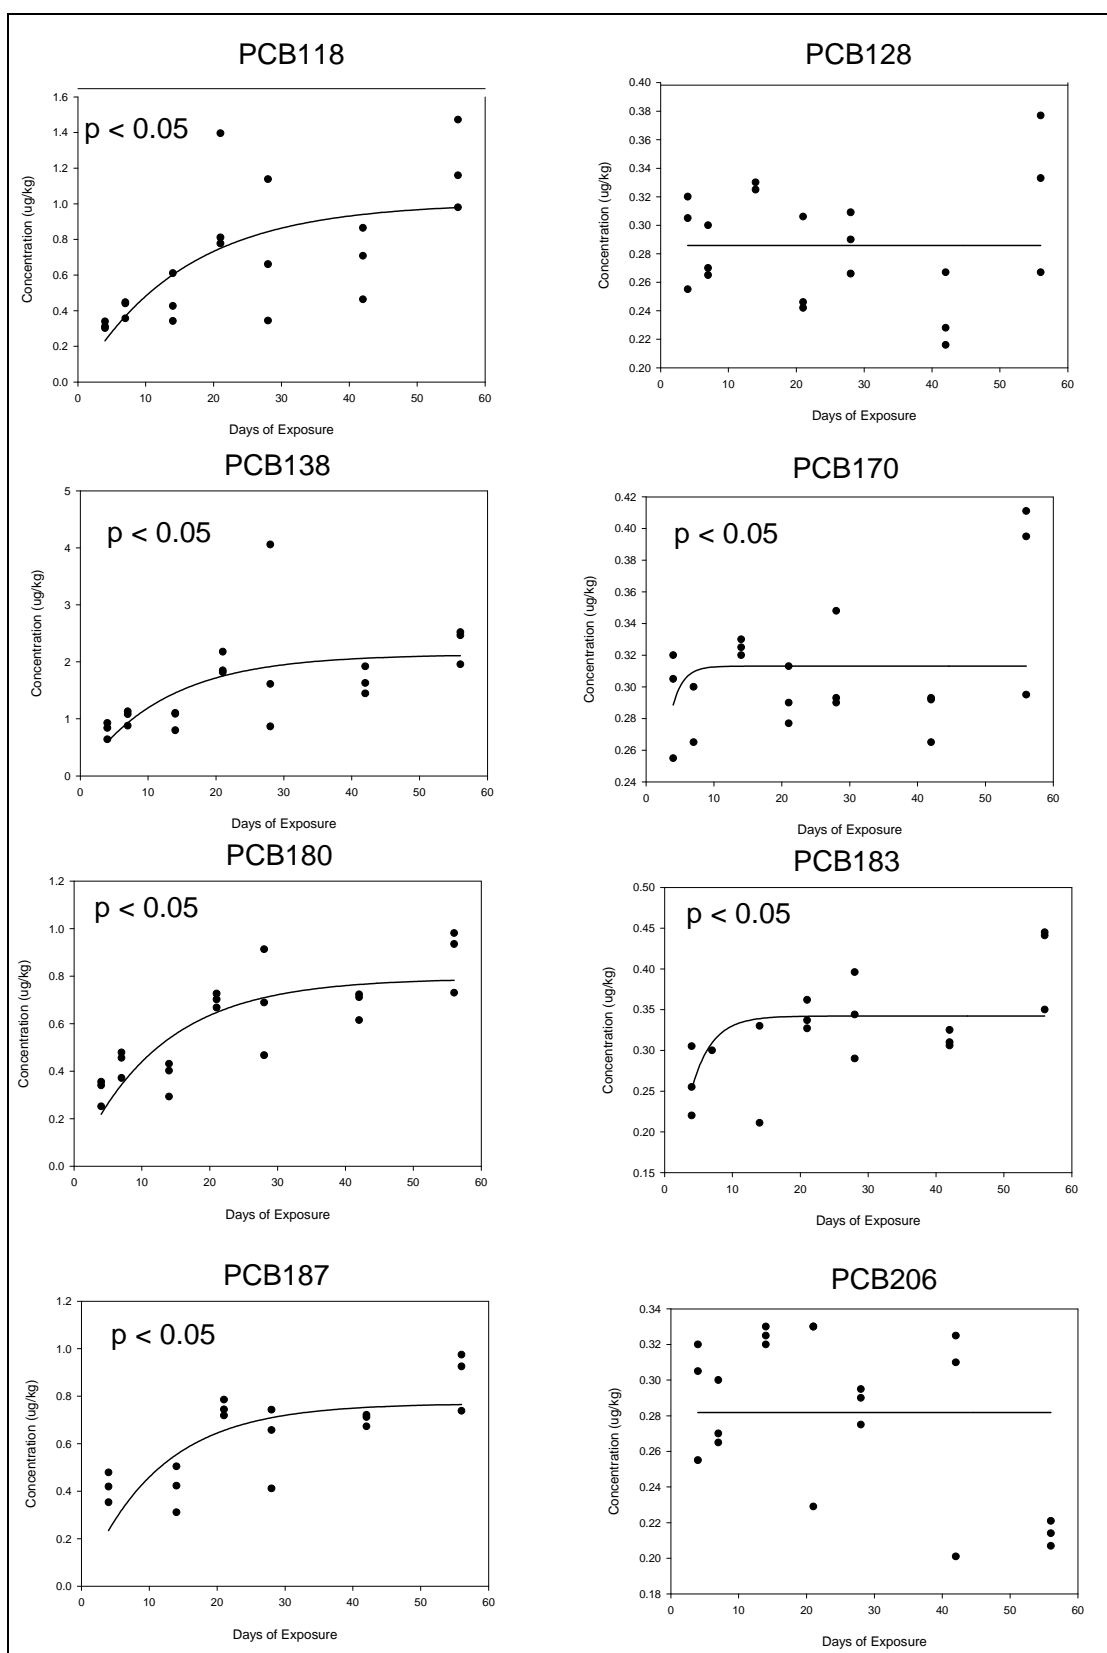 PCB118
1.6
1.4
1.2
1.0
0.8
0.6
0.4
0.2
0.0
p < 0.05
Concentration (ug/kg)
0 10 20 30 40 50 60
Days of Exposure
PCB128
0.40
0.38
0.36
0.34
0.32
0.30
0.28
0.26
0.24
0.22
0.20
Concentration (ug/kg)
0 10 20 30 40 50 60
Days of Exposure
PCB138
5
4
3
2
1
0
p < 0.05
Concentration (ug/kg)
0 10 20 30 40 50 60
Days of Exposure
PCB170
0.42
0.40
0.38
0.36
0.34
0.32
0.30
0.28
0.26
0.24
p < 0.05
Concentration (ug/kg)
0 10 20 30 40 50 60
Days of Exposure
PCB180
1.2
1.0
0.8
0.6
0.4
0.2
0.0
p < 0.05
Concentration (ug/kg)
0 10 20 30 40 50 60
Days of Exposure
PCB183
0.50
0.45
0.40
0.35
0.30
0.25
0.20
0.15
p < 0.05
Concentration (ug/kg)
0 10 20 30 40 50 60
Days of Exposure
PCB187
1.2
1.0
0.8
0.6
0.4
0.2
0.0
p < 0.05
Concentration (ug/kg)
0 10 20 30 40 50 60
Days of Exposure
PCB206
0.34
0.32
0.30
0.28
0.26
0.24
0.22
0.20
0.18
Concentration (ug/kg)
0 10 20 30 40 50 60
Days of Exposure